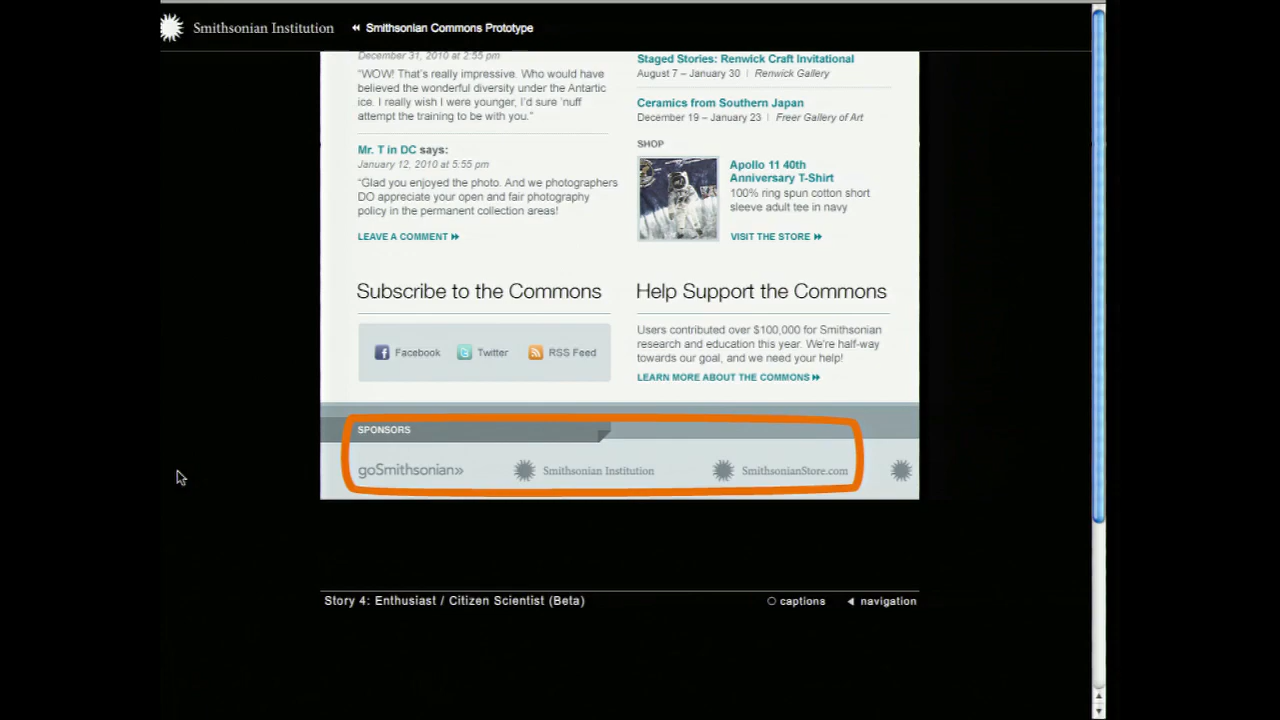 Smithsonian Institution
Smithsonian Commons Prototype
December 31, 2010 at 2:55 pm
“WOW! That’s really impressive. Who would have
believed the wonderful diversity under the Antartic
ice. I really wish I were younger, I’d sure ’nuff
attempt the training to be with you.”
Mr. T in DC says:
January 12, 2010 at 5:55 pm
“Glad you enjoyed the photo. And we photographers
DO appreciate your open and fair photography
policy in the permanent collection areas!
LEAVE A COMMENT
Staged Stories: Renwick Craft Invitational
August 7 – January 30 | Renwick Gallery
Ceramics from Southern Japan
December 19 – January 23 | Freer Gallery of Art
SHOP
Apollo 11 40th
Anniversary T-Shirt
100% ring spun cotton short
sleeve adult tee in navy
VISIT THE STORE
Subscribe to the Commons
Facebook
Twitter
RSS Feed
Help Support the Commons
Users contributed over $100,000 for Smithsonian
research and education this year. We're half-way
towards our goal, and we need your help!
LEARN MORE ABOUT THE COMMONS
SPONSORS
goSmithsonian»
Smithsonian Institution
SmithsonianStore.com
Story 4: Enthusiast / Citizen Scientist (Beta)
captions
navigation